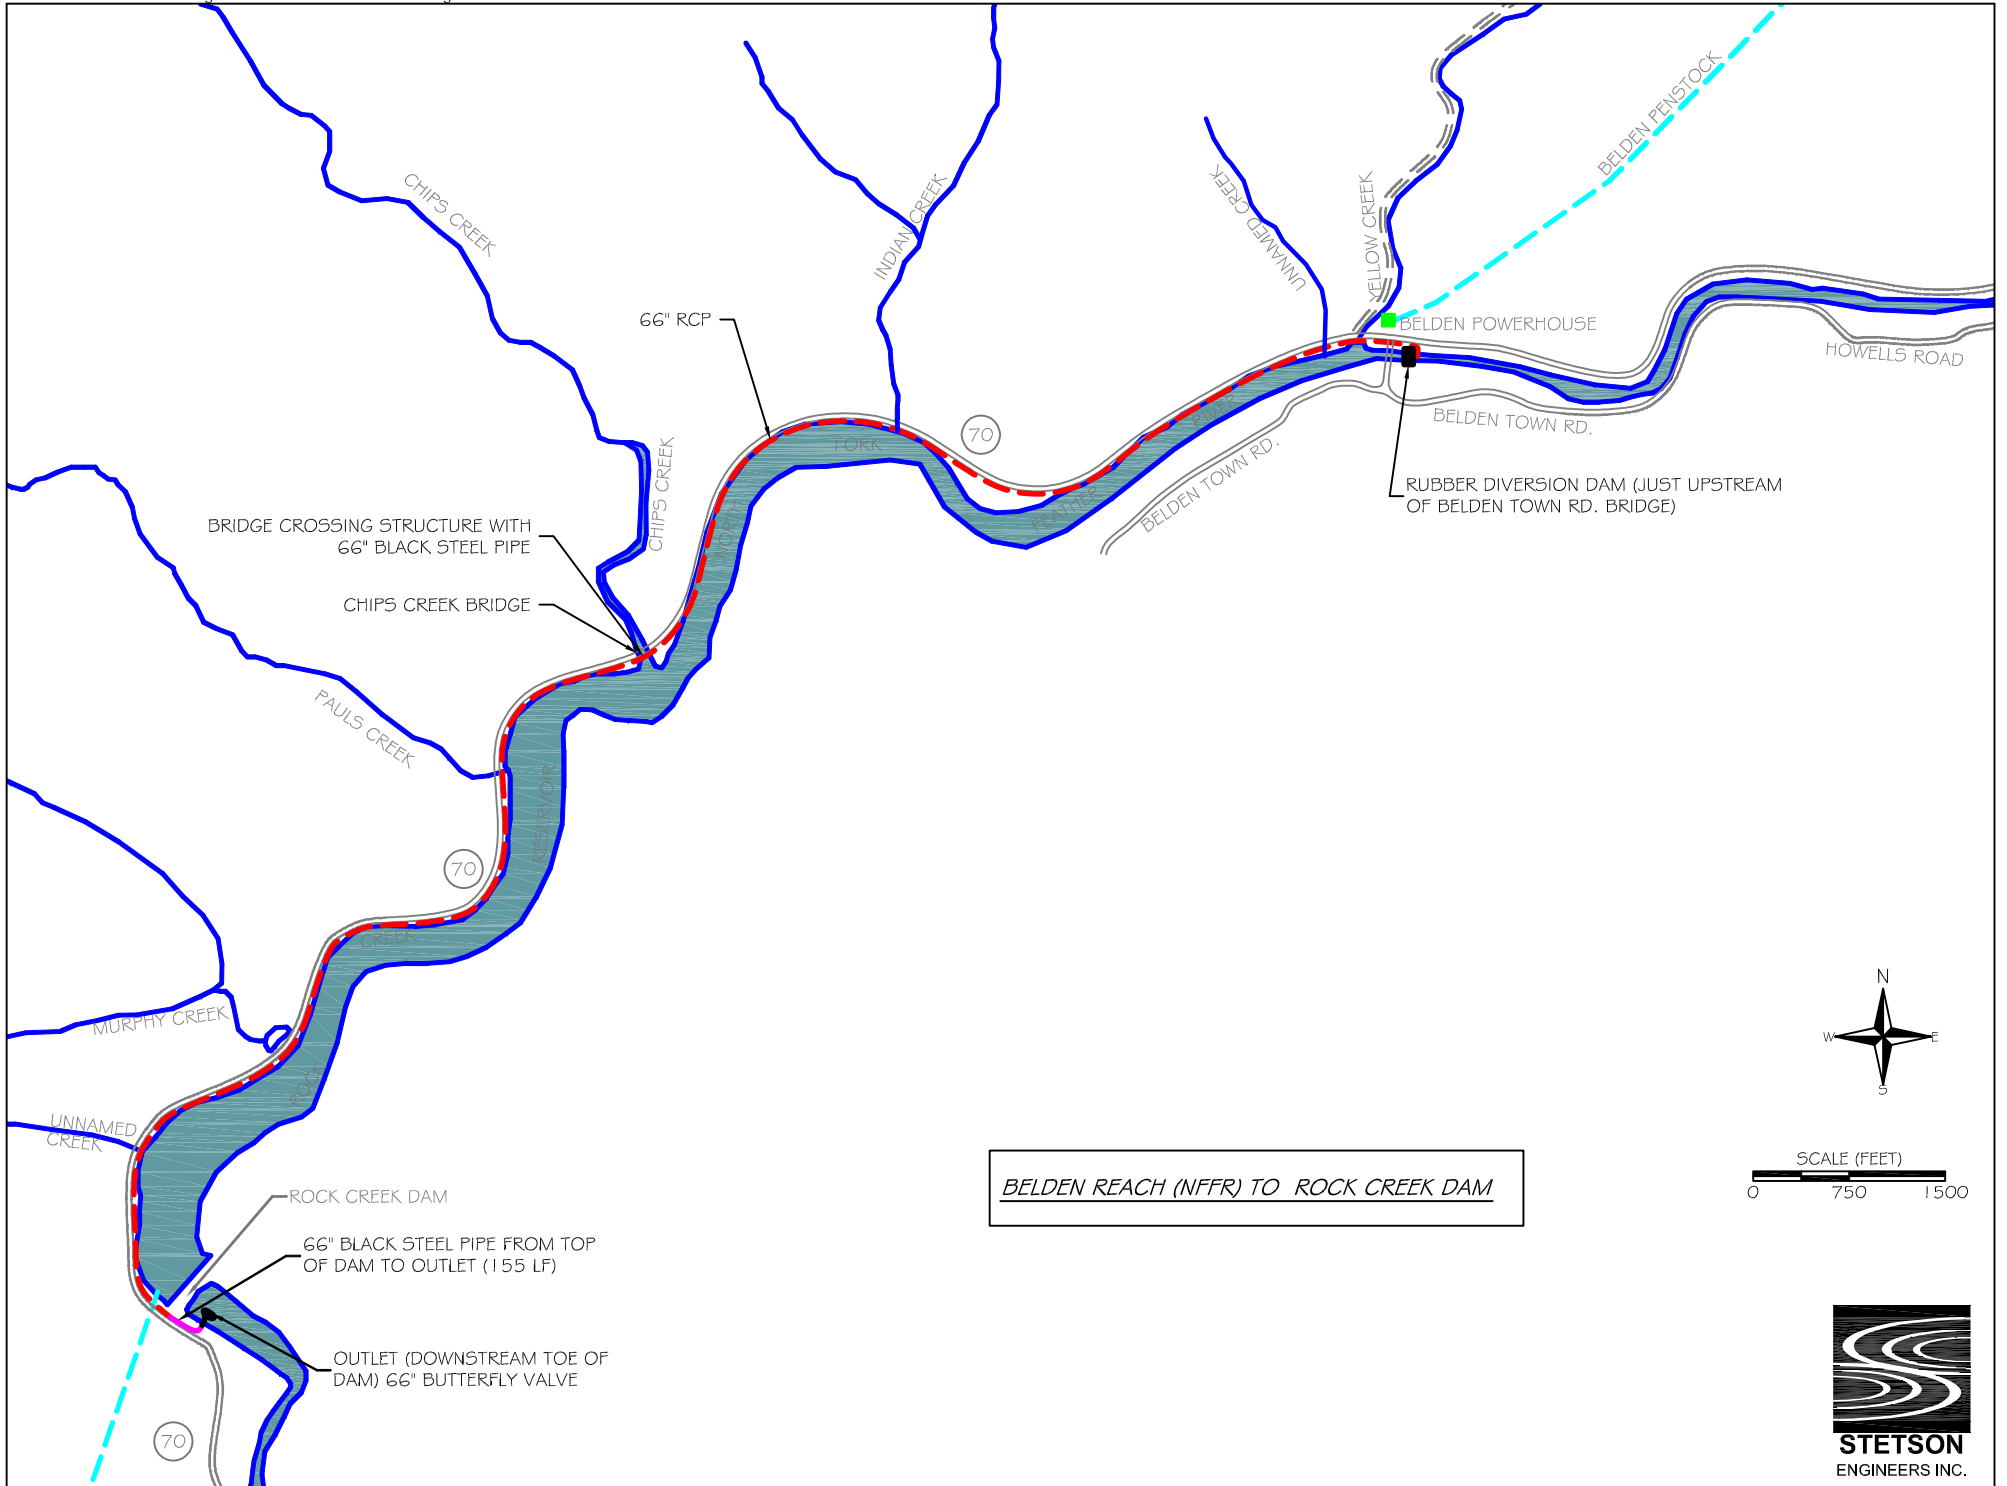 CHIPS CREEK
INDIAN CREEK
UNNAMED CREEK
YELLOW CREEK
BELDEN PENSTOCK
66" RCP
BELDEN POWERHOUSE
HOWELLS ROAD
BELDEN TOWN RD.
70
FORK
RIVER
FEATHER
NORTH
BELDEN TOWN RD.
RUBBER DIVERSION DAM (JUST UPSTREAM
OF BELDEN TOWN RD. BRIDGE)
CHIPS CREEK
BRIDGE CROSSING STRUCTURE WITH
66" BLACK STEEL PIPE
CHIPS CREEK BRIDGE
PAULS CREEK
RESERVOIR
70
CREEK
MURPHY CREEK
ROCK
UNNAMED
CREEK
ROCK CREEK DAM
66" BLACK STEEL PIPE FROM TOP
OF DAM TO OUTLET (155 LF)
OUTLET (DOWNSTREAM TOE OF
DAM) 66" BUTTERFLY VALVE
70
N
W
E
S
BELDEN REACH (NFFR) TO ROCK CREEK DAM
SCALE (FEET)
0 750 1500
STETSON
ENGINEERS INC.